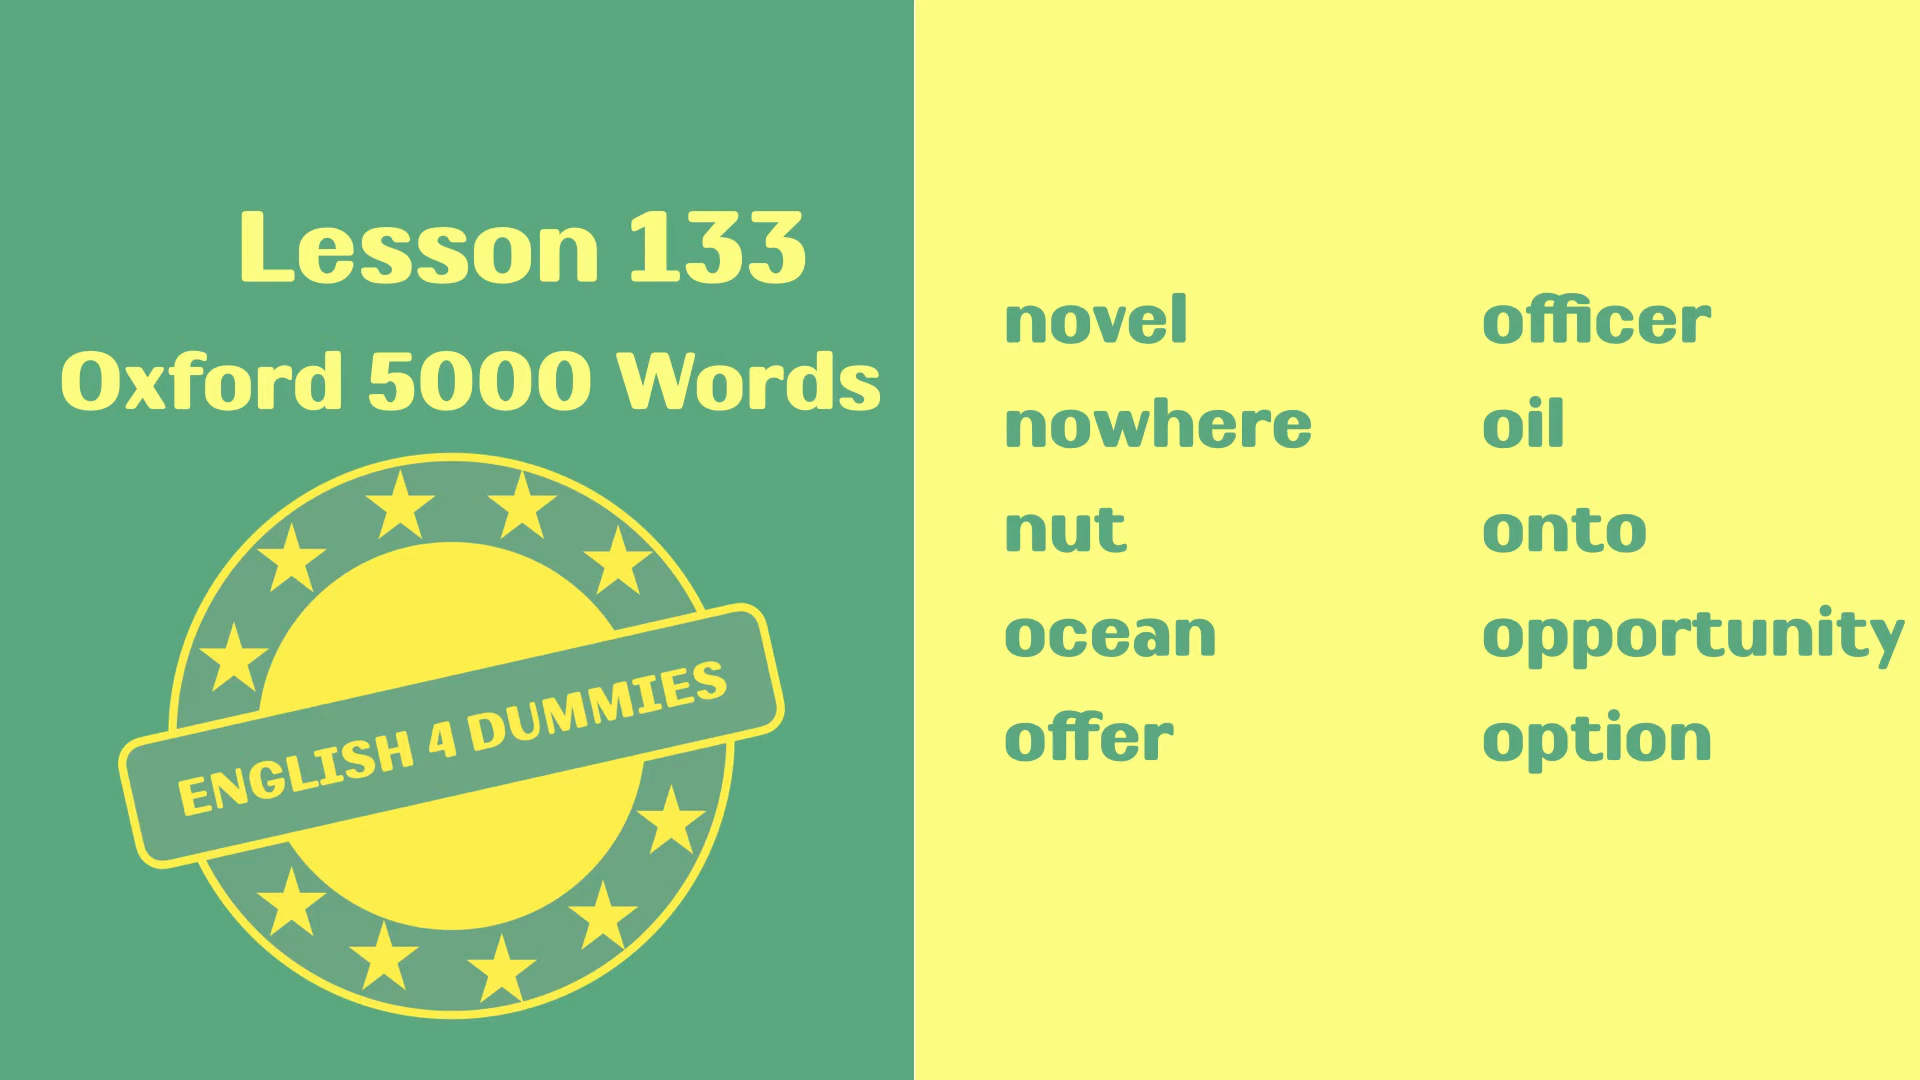 Lesson 133
Oxford 5000 Words
ENGLISH 4 DUMMIES
novel
nowhere
nut
ocean
offer
officer
oil
onto
opportunity
option